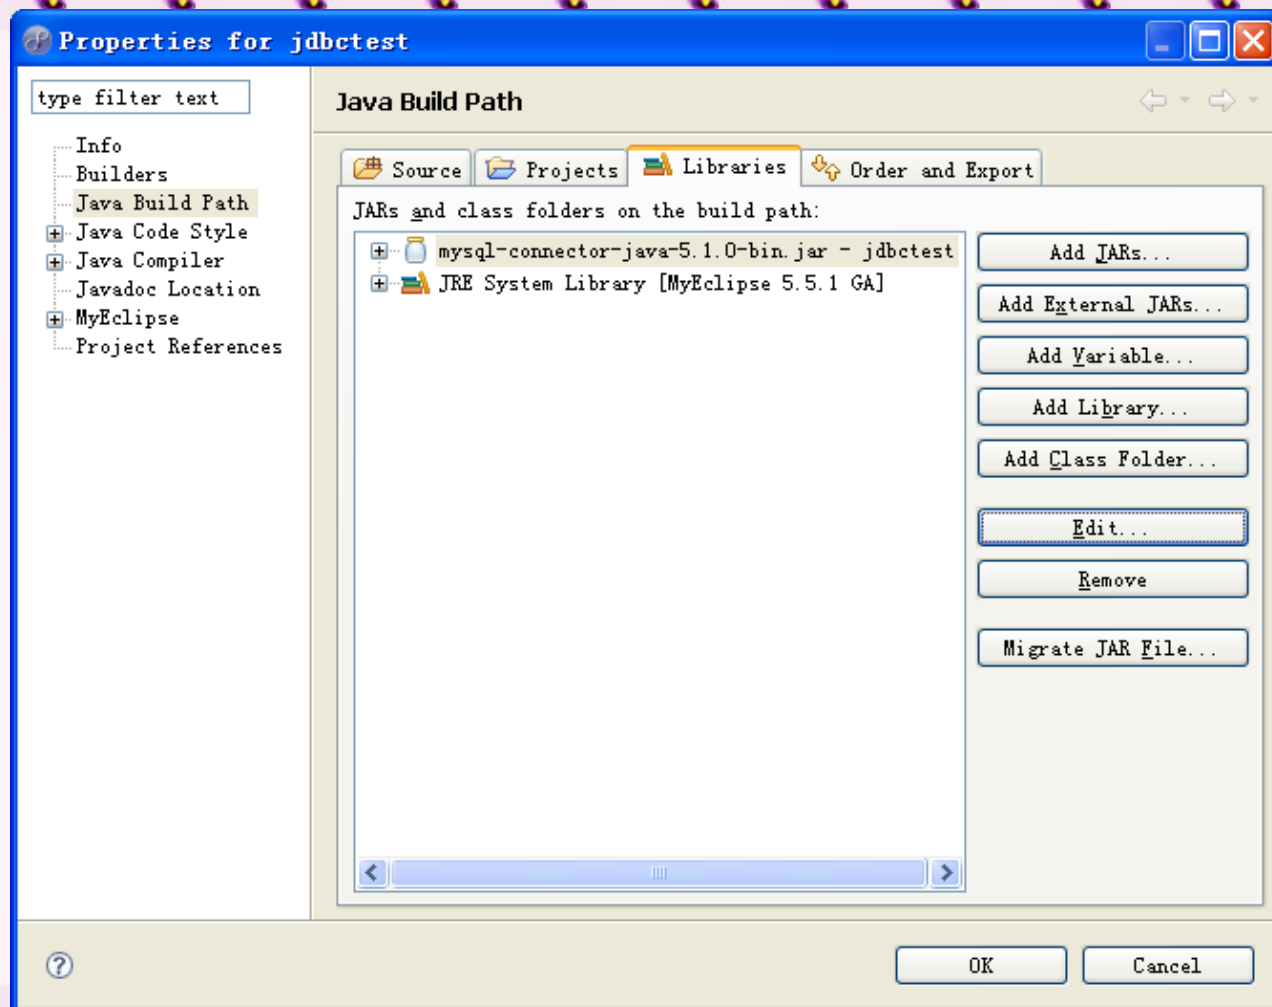 Properties for jdbctest
type filter text
Info
Builders
Java Build Path
Java Code Style
Java Compiler
Javadoc Location
MyEclipse
Project References
Java Build Path
Source Projects Libraries Order and Export
JARs and class folders on the build path:
mysql-connector-java-5.1.0-bin.jar - jdbctest
JRE System Library [MyEclipse 5.5.1 GA]
Add JARs...
Add External JARs...
Add Variable...
Add Library...
Add Class Folder...
Edit...
Remove
Migrate JAR File...
OK Cancel